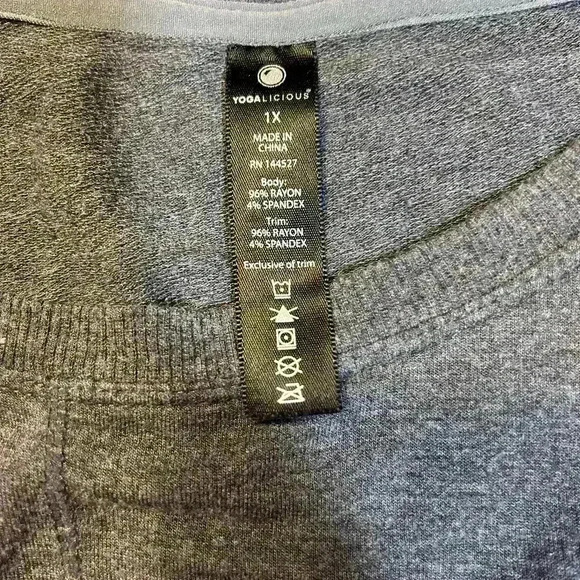 YOGALICIOUS®
1X
MADE IN
CHINA
RN 144527
Body:
96% RAYON
4% SPANDEX
Trim:
96% RAYON
4% SPANDEX
Exclusive of trim